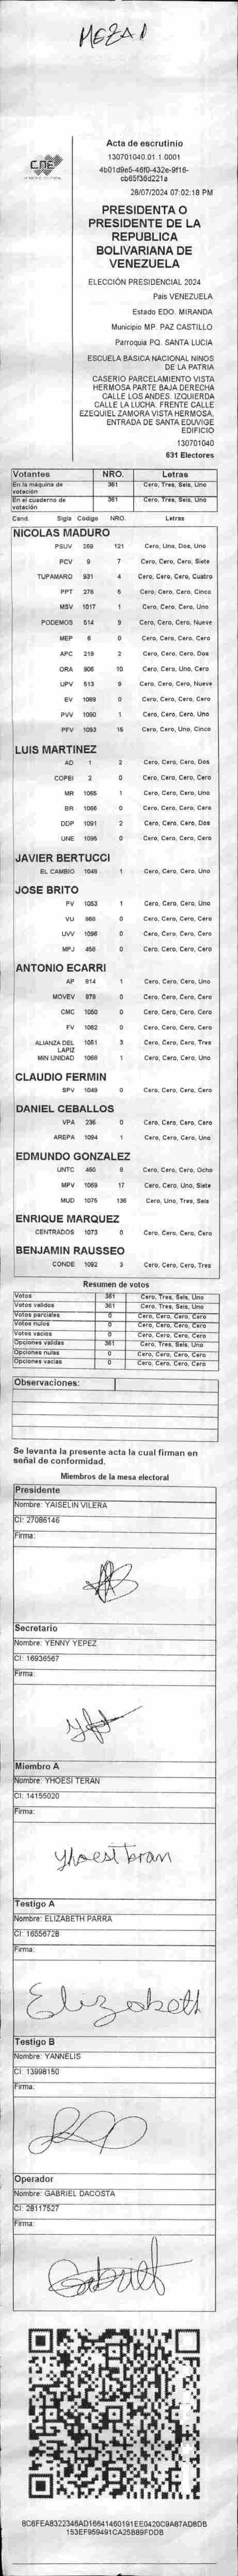 MEZA 1
CNE
Acta de escrutinio
130701040.01.1.0001
4b01d9e5-46f0-432e-9f16-
cb65f36d221a
28/07/2024 07:02:18 PM
PRESIDENTA O
PRESIDENTE DE LA
REPUBLICA
BOLIVARIANA DE
VENEZUELA
ELECCIÓN PRESIDENCIAL 2024
País VENEZUELA
Estado EDO. MIRANDA
Municipio MP. PAZ CASTILLO
Parroquia PQ. SANTA LUCIA
ESCUELA BASICA NACIONAL NINOS
DE LA PATRIA
CASERIO PARCELAMIENTO VISTA
HERMOSA PARTE BAJA DERECHA
CALLE LOS ANDES. IZQUIERDA
CALLE LA LUCHA. FRENTE CALLE
EZEQUIEL ZAMORA VISTA HERMOSA,
ENTRADA DE SANTA EDUVIGE
EDIFICIO
130701040
631 Electores
Votantes NRO. Letras
En la máquina de votación 361 Cero, Tres, Seis, Uno
En el cuaderno de votación 361 Cero, Tres, Seis, Uno
Cand. Sigla Código NRO. Letras
NICOLAS MADURO
PSUV 269 121 Cero, Uno, Dos, Uno
PCV 9 7 Cero, Cero, Cero, Siete
TUPAMARO 931 4 Cero, Cero, Cero, Cuatro
PPT 276 5 Cero, Cero, Cero, Cinco
MSV 1017 1 Cero, Cero, Cero, Uno
PODEMOS 514 9 Cero, Cero, Cero, Nueve
MEP 6 0 Cero, Cero, Cero, Cero
APC 219 2 Cero, Cero, Cero, Dos
ORA 906 10 Cero, Cero, Uno, Cero
UPV 513 9 Cero, Cero, Cero, Nueve
EV 1089 0 Cero, Cero, Cero, Cero
PVV 1090 1 Cero, Cero, Cero, Uno
PFV 1093 15 Cero, Cero, Uno, Cinco
LUIS MARTINEZ
AD 1 2 Cero, Cero, Cero, Dos
COPEI 2 0 Cero, Cero, Cero, Cero
MR 1065 1 Cero, Cero, Cero, Uno
BR 1066 0 Cero, Cero, Cero, Cero
DDP 1091 2 Cero, Cero, Cero, Dos
UNE 1095 0 Cero, Cero, Cero, Cero
JAVIER BERTUCCI
EL CAMBIO 1046 1 Cero, Cero, Cero, Uno
JOSE BRITO
PV 1053 1 Cero, Cero, Cero, Uno
VU 868 0 Cero, Cero, Cero, Cero
UVV 1096 0 Cero, Cero, Cero, Cero
MPJ 458 0 Cero, Cero, Cero, Cero
ANTONIO ECARRI
AP 814 1 Cero, Cero, Cero, Uno
MOVEV 978 0 Cero, Cero, Cero, Cero
CMC 1050 0 Cero, Cero, Cero, Cero
FV 1062 0 Cero, Cero, Cero, Cero
ALIANZA DEL LAPIZ 1051 3 Cero, Cero, Cero, Tres
MIN UNIDAD 1068 1 Cero, Cero, Cero, Uno
CLAUDIO FERMIN
SPV 1049 0 Cero, Cero, Cero, Cero
DANIEL CEBALLOS
VPA 236 0 Cero, Cero, Cero, Cero
AREPA 1094 1 Cero, Cero, Cero, Uno
EDMUNDO GONZALEZ
UNTC 460 8 Cero, Cero, Cero, Ocho
MPV 1069 17 Cero, Cero, Uno, Siete
MUD 1075 136 Cero, Uno, Tres, Seis
ENRIQUE MARQUEZ
CENTRADOS 1073 0 Cero, Cero, Cero, Cero
BENJAMIN RAUSSEO
CONDE 1092 3 Cero, Cero, Cero, Tres
Resumen de votos
Votos 361 Cero, Tres, Seis, Uno
Votos válidos 361 Cero, Tres, Seis, Uno
Votos parciales 0 Cero, Cero, Cero, Cero
Votos nulos 0 Cero, Cero, Cero, Cero
Votos vacíos 0 Cero, Cero, Cero, Cero
Opciones válidas 361 Cero, Tres, Seis, Uno
Opciones nulas 0 Cero, Cero, Cero, Cero
Opciones vacías 0 Cero, Cero, Cero, Cero
Observaciones:
Se levanta la presente acta la cual firman en
señal de conformidad.
Miembros de la mesa electoral
Presidente
Nombre: YAISELIN VILERA
CI: 27086146
Firma:
Secretario
Nombre: YENNY YEPEZ
CI: 16936567
Firma:
Miembro A
Nombre: YHOESI TERAN
CI: 14155020
Firma:
Yhoesi teran
Testigo A
Nombre: ELIZABETH PARRA
CI: 16556728
Firma:
Elizabeth
Testigo B
Nombre: YANNELIS
CI: 13998150
Firma:
Operador
Nombre: GABRIEL DACOSTA
CI: 28117527
Firma:
Gabriel
8C6FEA8322346AD16641460191EE0420C9A87AD8DB
153EF959491CA25B89FDDB